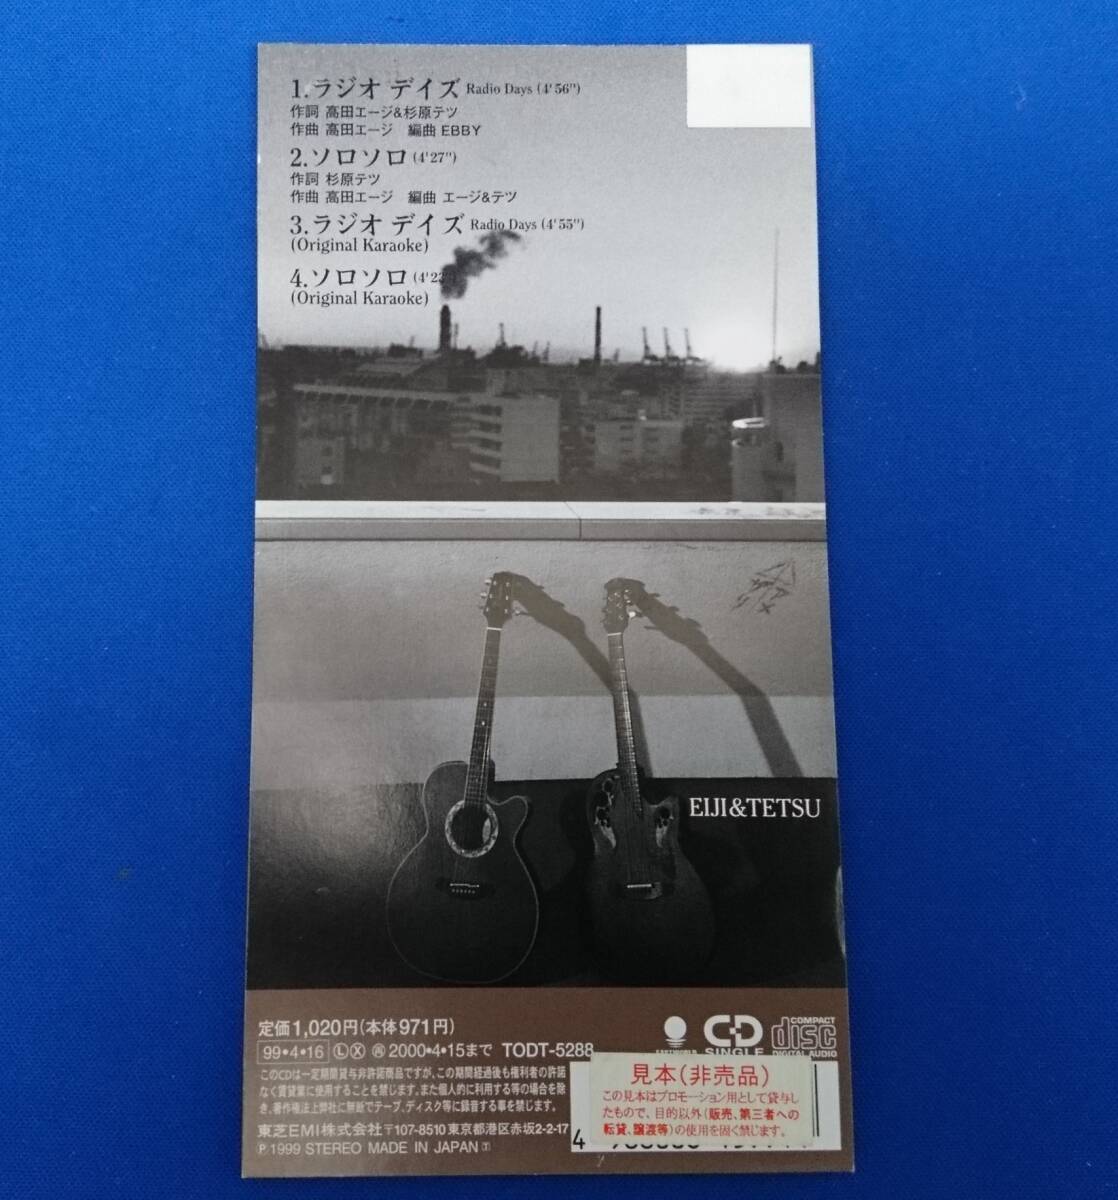 1.ラジオ デイズ Radio Days (4'56")
作詞 高田エージ&杉原テツ
作曲 高田エージ　編曲 EBBY
2.ソロソロ (4'27")
作詞 杉原テツ
作曲 高田エージ　編曲 エージ&テツ
3.ラジオ デイズ Radio Days (4'55")
(Original Karaoke)
4.ソロソロ
(Original Karaoke)
EIJI&TETSU
定価1,020円(本体971円)
99・4・16 Ⓛ Ⓧ 2000・4・15まで TODT-5288
CD SINGLE
COMPACT disc DIGITAL AUDIO
このCDは一定期間貸与非許諾商品ですが、この期間経過後も権利者の許諾
なく賃貸業に使用することを禁じます。また個人的に利用する等の場合を除
き、著作権法上弊社に無断でテープ、ディスク等に録音する事を禁じます。
東芝EMI株式会社 〒107-8510 東京都港区赤坂2-2-17
Ⓟ 1999 STEREO MADE IN JAPAN
見本(非売品)
この見本はプロモーション用として貸与し
たもので、目的以外(販売、第三者への
転貸、譲渡等)の使用を固く禁じます。
4